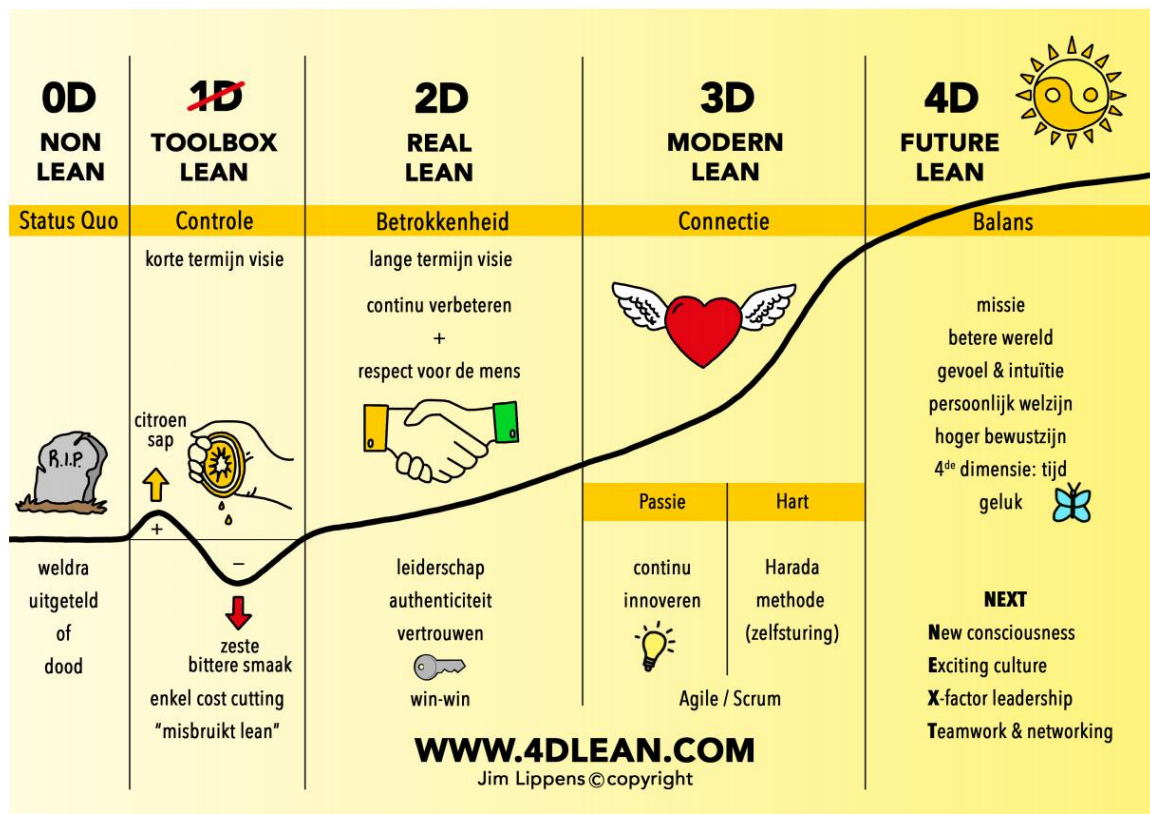 0D
NON
LEAN
Status Quo
R.I.P.
weldra
uitgeteld
of
dood
1D
TOOLBOX
LEAN
Controle
korte termijn visie
citroen
sap
+
–
zeste
bittere smaak
enkel cost cutting
“misbruikt lean”
2D
REAL
LEAN
Betrokkenheid
lange termijn visie
continu verbeteren
+
respect voor de mens
leiderschap
authenticiteit
vertrouwen
win-win
3D
MODERN
LEAN
Connectie
Passie
continu
innoveren
Hart
Harada
methode
(zelfsturing)
Agile / Scrum
4D
FUTURE
LEAN
Balans
missie
betere wereld
gevoel & intuïtie
persoonlijk welzijn
hoger bewustzijn
4de dimensie: tijd
geluk
NEXT
New consciousness
Exciting culture
X-factor leadership
Teamwork & networking
WWW.4DLEAN.COM
Jim Lippens © copyright